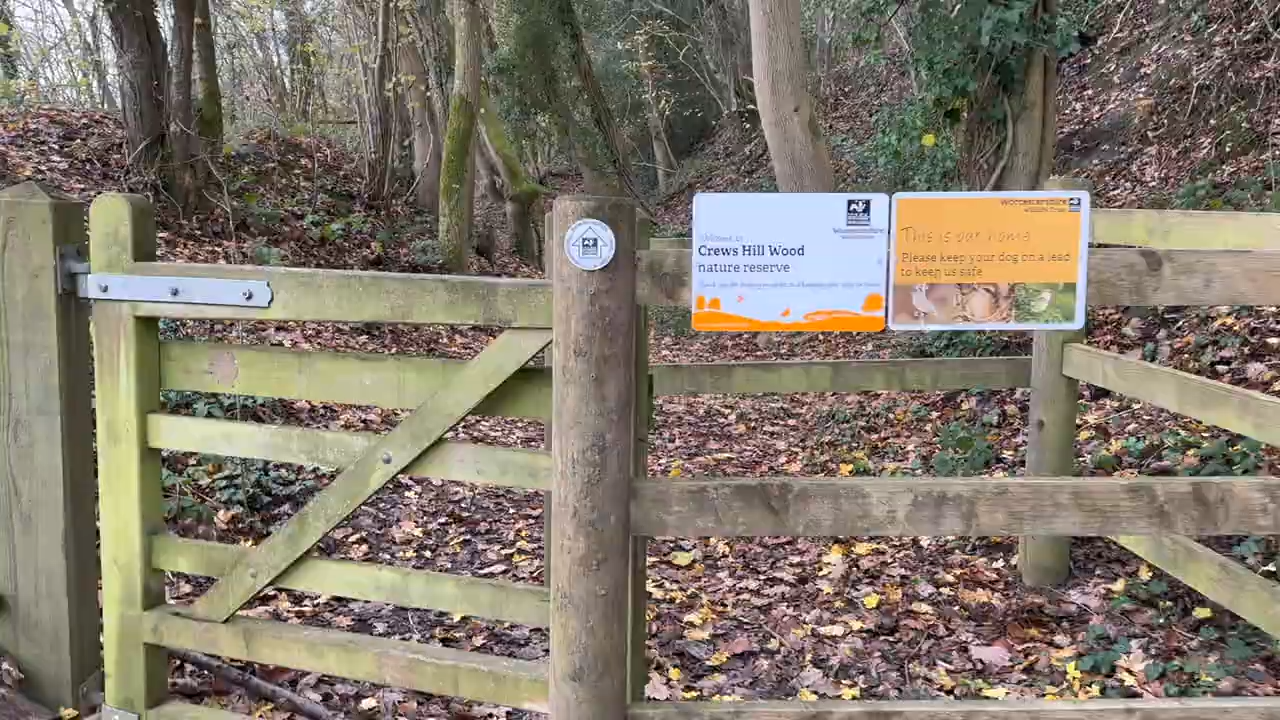 Welcome to
Crews Hill Wood
nature reserve
Worcestershire
Worcestershire
Wildlife Trust
This is our home
Please keep your dog on a lead
to keep us safe